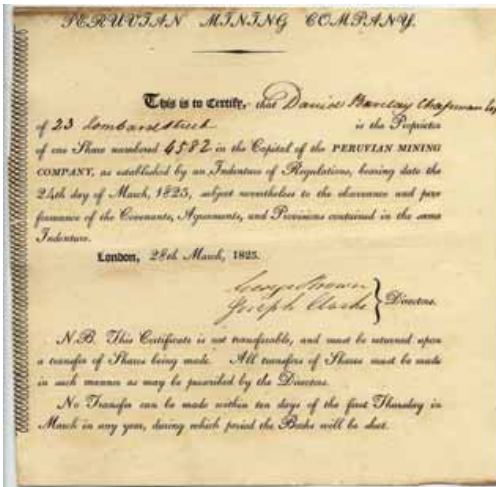 PERUVIAN MINING COMPANY.
This is to Certify, that Daniel Barclay Chapman Esq
of 23 Lombard Street is the Proprietor
of one Share numbered 4582 in the Capital of the PERUVIAN MINING
COMPANY, as established by an Indenture of Regulations, bearing date the
24th day of March, 1825, subject nevertheless to the observance and per
formance of the Covenants, Agreements, and Provisions contained in the same
Indenture.
London, 28th March, 1825.
George Brown
Joseph Clarke } Directors.
N.B. This Certificate is not transferable, and must be returned upon
a transfer of Shares being made. All transfers of Shares must be made
in such manner as may be prescribed by the Directors.
No Transfer can be made within ten days of the first Thursday in
March in any year, during which period the Books will be shut.